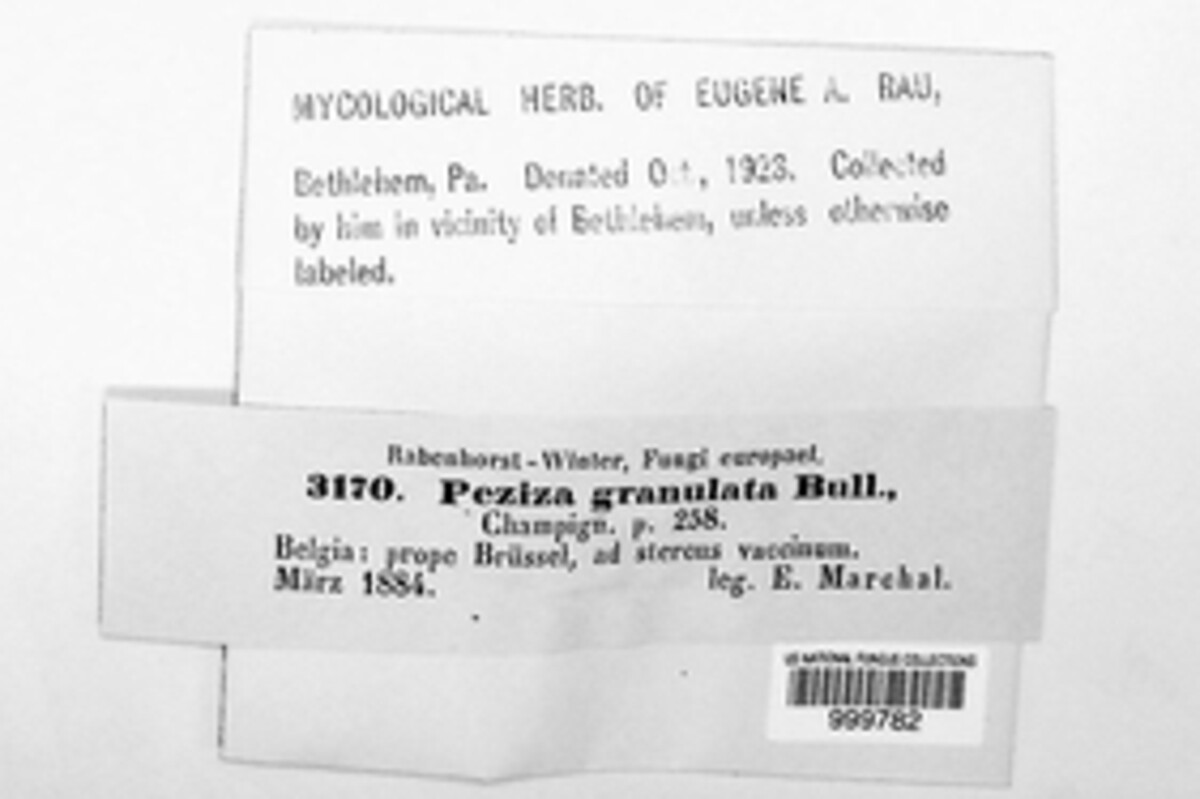 MYCOLOGICAL HERB. OF EUGENE A. RAU,
Bethlehem, Pa. Donated Oct., 1923. Collected
by him in vicinity of Bethlehem, unless otherwise
labeled.
Rabenhorst-Winter, Fungi europaei.
3170. Peziza granulata Bull.,
Champign. p. 258.
Belgia: prope Brüssel, ad stercus vaccinum.
März 1884. leg. E. Marchal.
US NATIONAL FUNGUS COLLECTIONS
999782